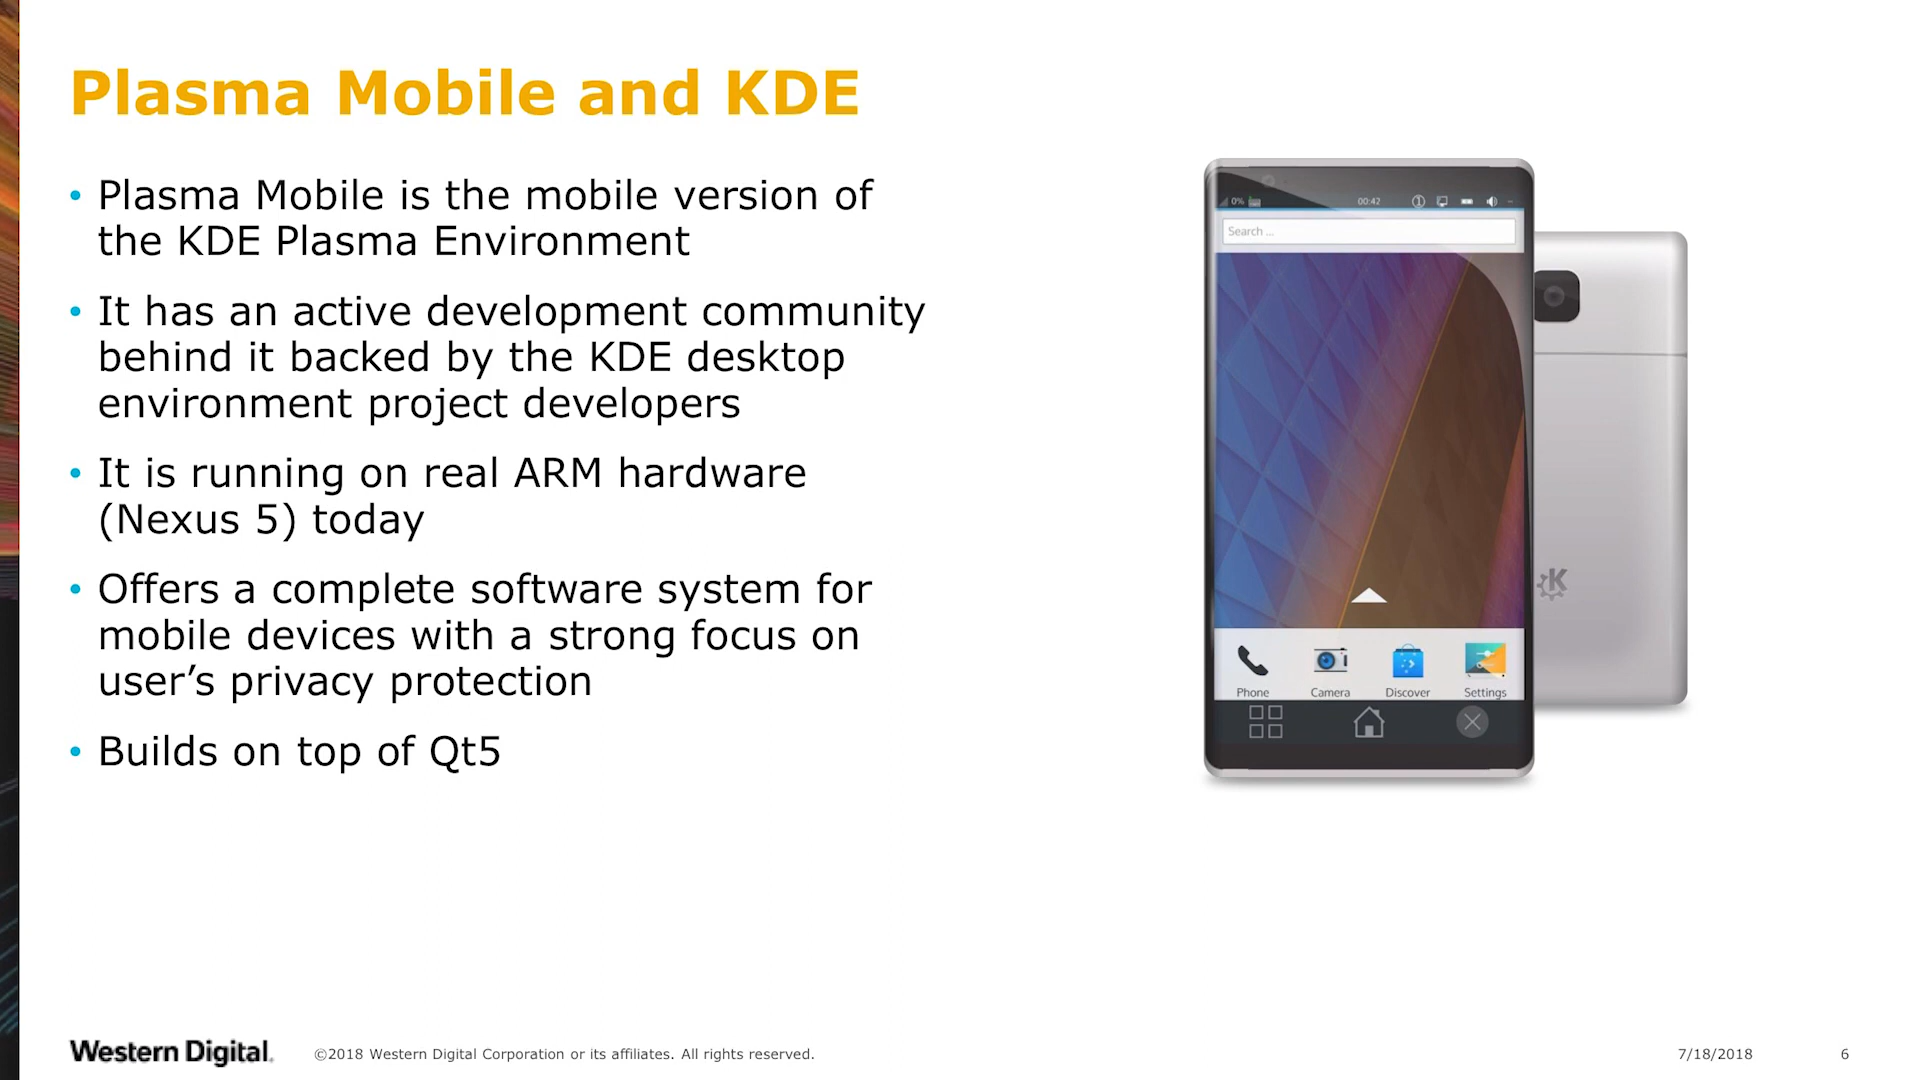 Plasma Mobile and KDE
• Plasma Mobile is the mobile version of
the KDE Plasma Environment
• It has an active development community
behind it backed by the KDE desktop
environment project developers
• It is running on real ARM hardware
(Nexus 5) today
• Offers a complete software system for
mobile devices with a strong focus on
user’s privacy protection
• Builds on top of Qt5
0% 00:42
Search ...
Phone Camera Discover Settings
K
Western Digital.
©2018 Western Digital Corporation or its affiliates. All rights reserved.
7/18/2018 6